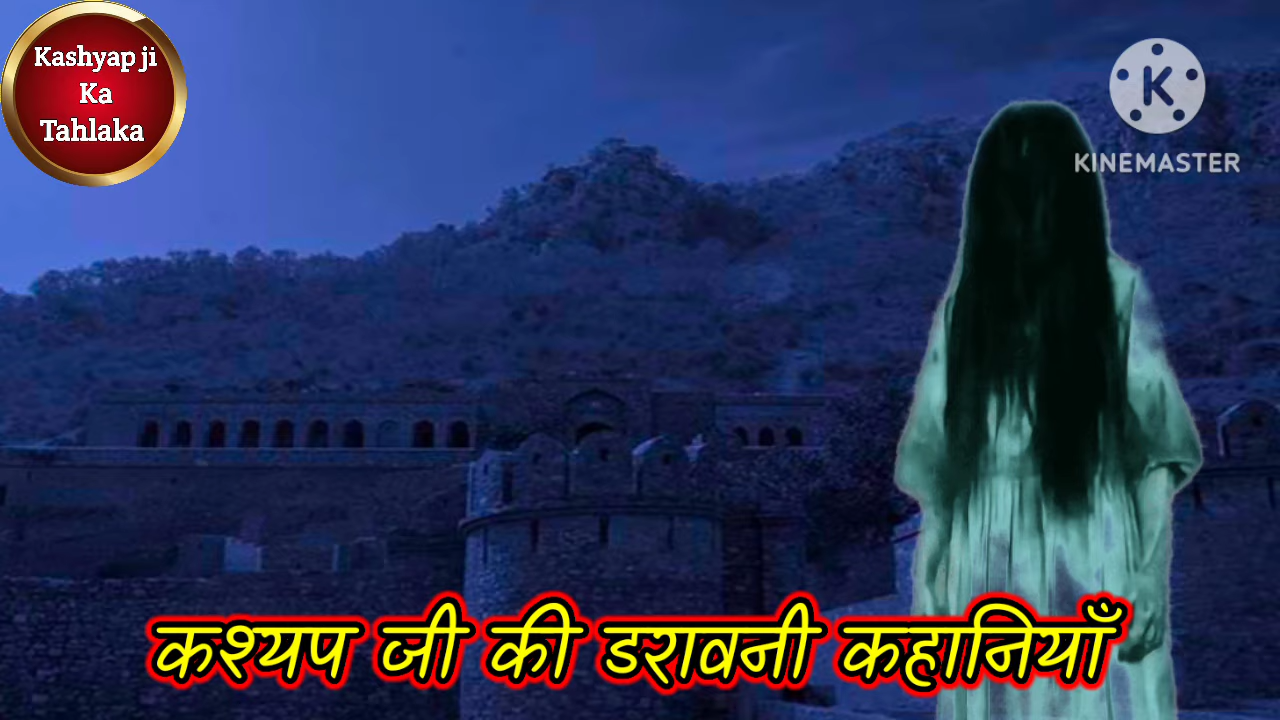 Kashyap ji
Ka
Tahlaka
K
KINEMASTER
कश्यप जी की डरावनी कहानियाँ